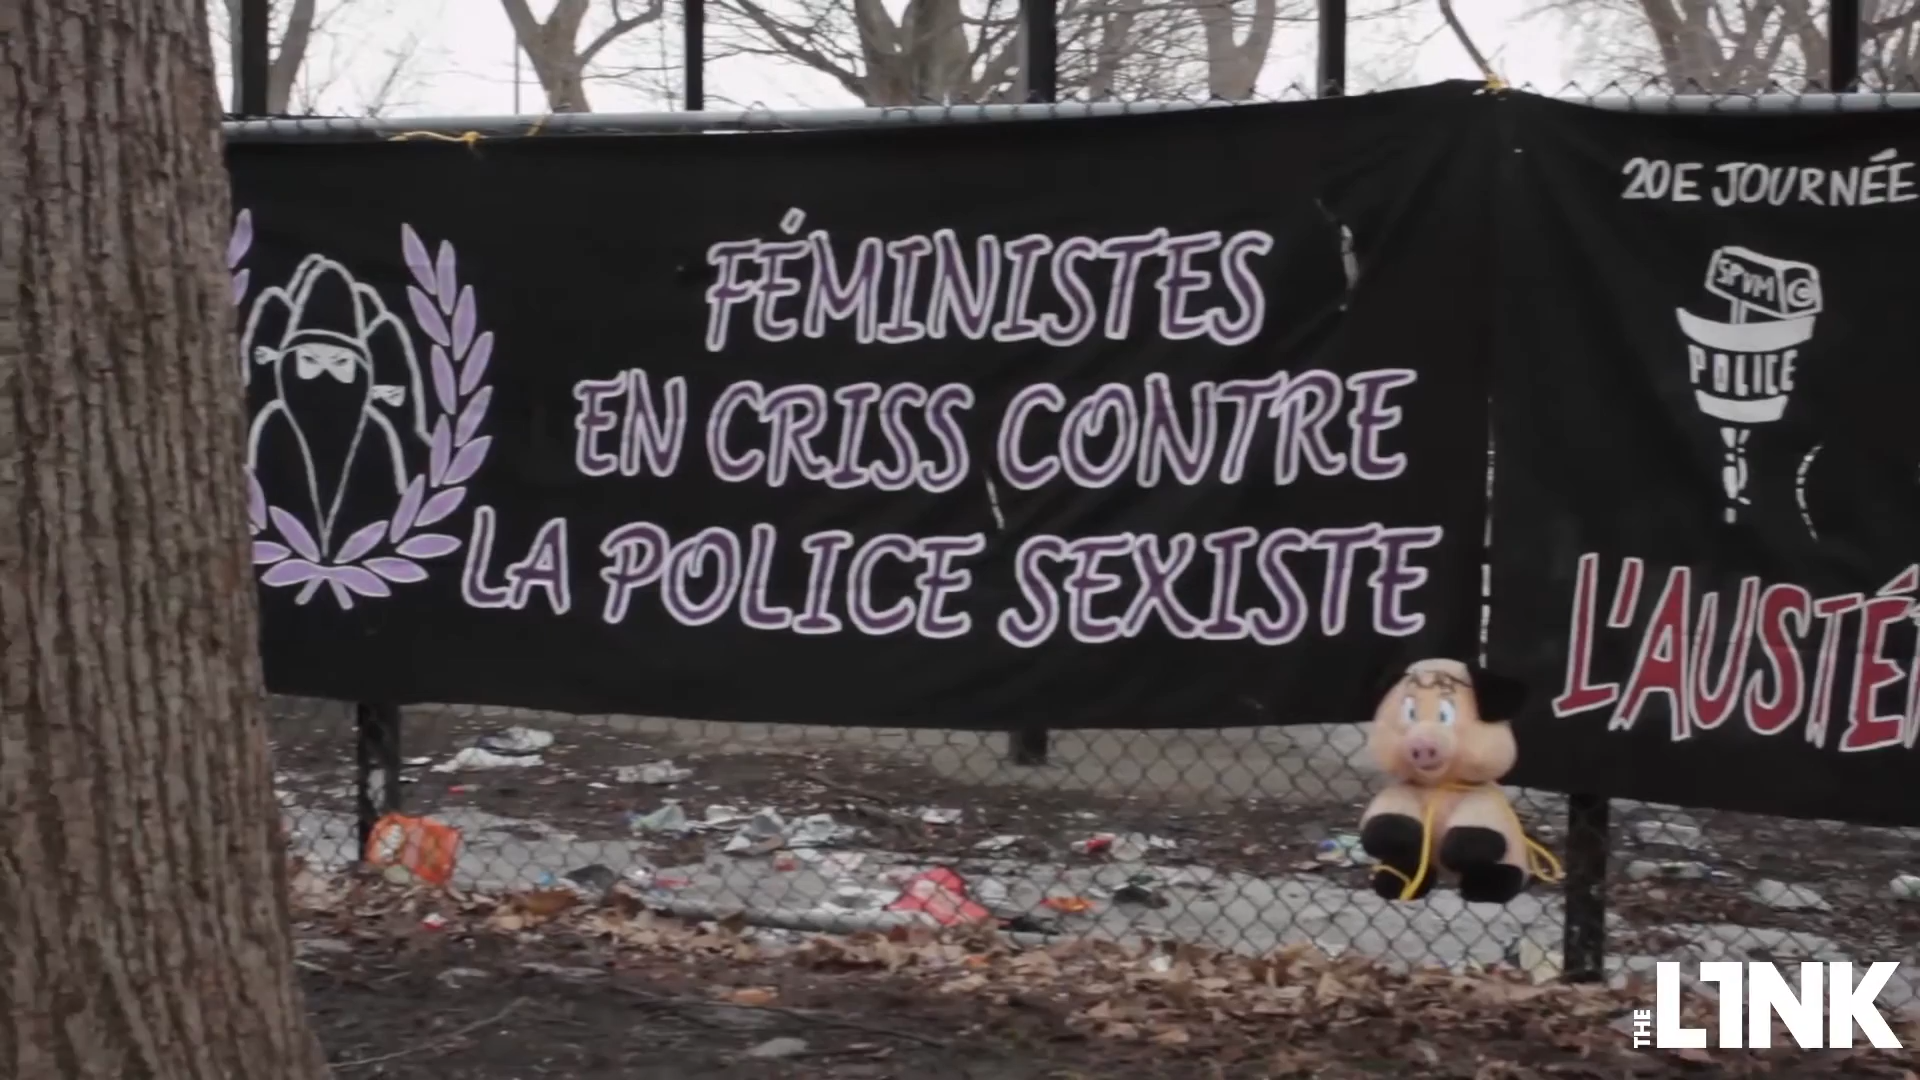 FÉMINISTES
EN CRISS CONTRE
LA POLICE SEXISTE
20E JOURNÉE
SPVM ©
POLICE
L'AUSTÉ
THE L1NK